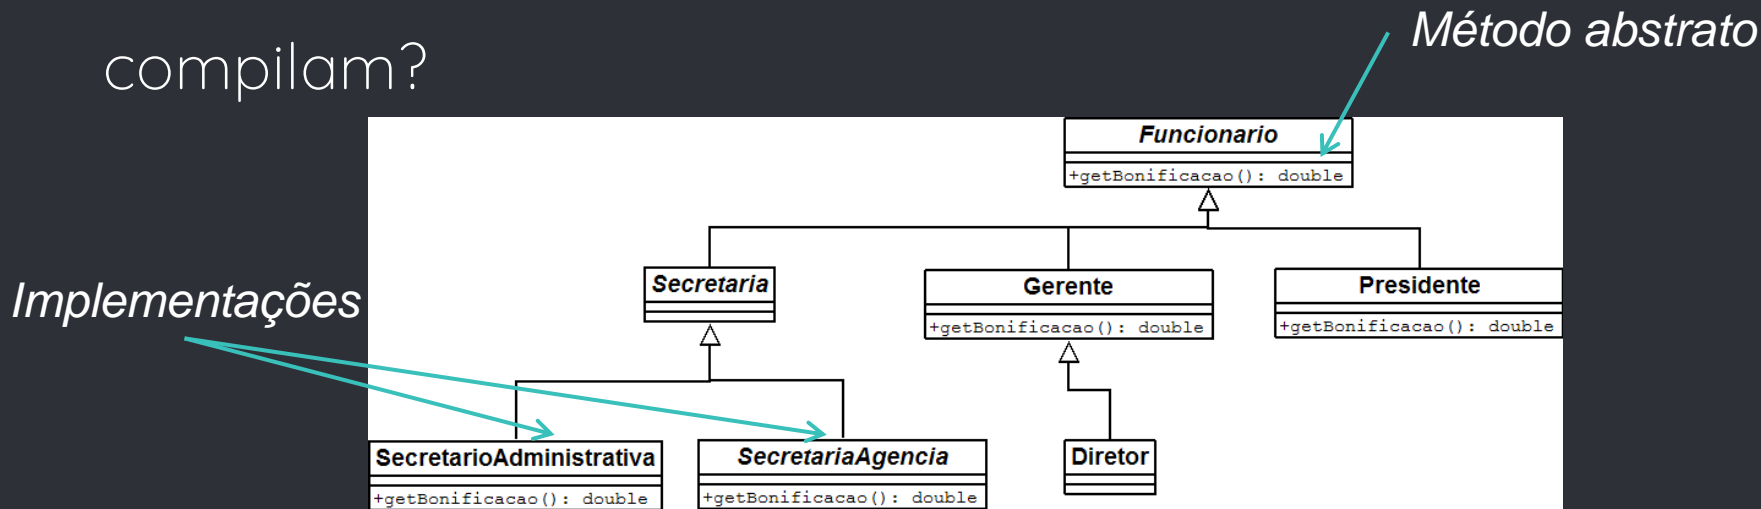 Método abstrato
compilam?
Funcionario
+getBonificacao(): double
Implementações
Secretaria
Gerente
+getBonificacao(): double
Presidente
+getBonificacao(): double
SecretarioAdministrativa
+getBonificacao(): double
SecretariaAgencia
+getBonificacao(): double
Diretor